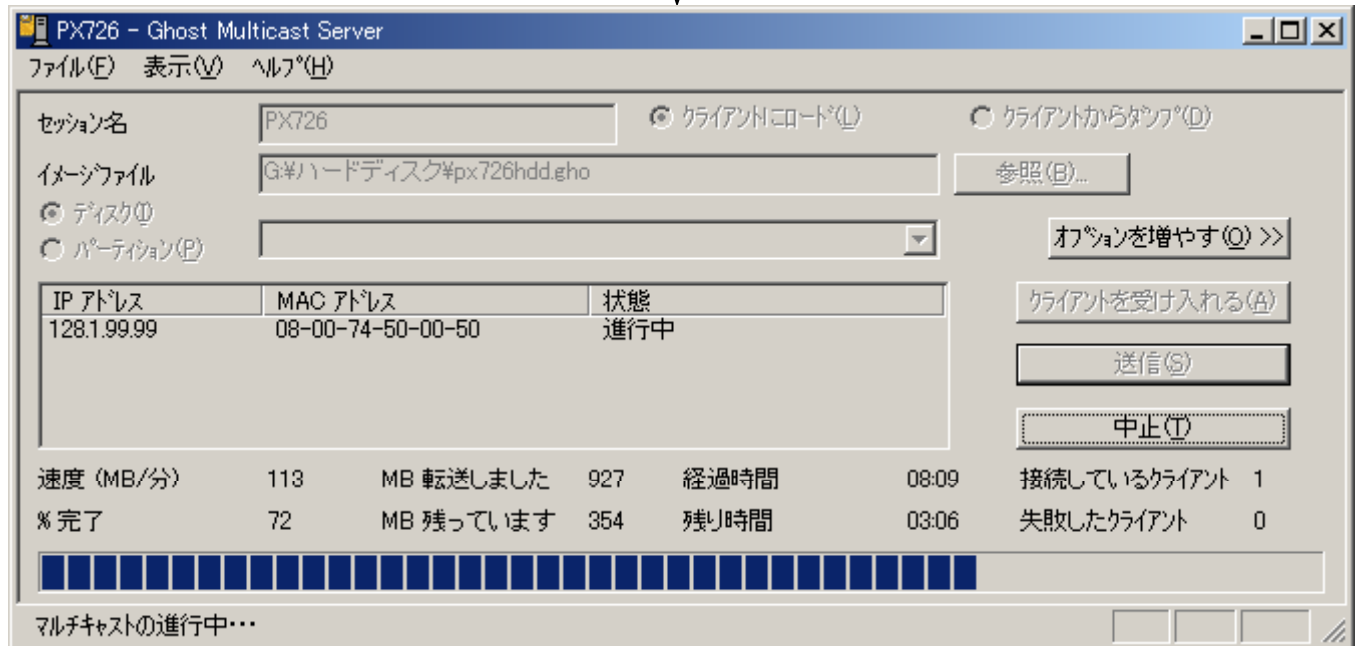 PX726 - Ghost Multicast Server
ファイル(F) 表示(V) ヘルプ(H)
セッション名 PX726 クライアントにロード(L) クライアントからダンプ(D)
イメージファイル G:¥ハードディスク¥px726hdd.gho 参照(B)...
ディスク(I)
パーティション(P) オプションを増やす(O) >>
IP アドレス MAC アドレス 状態 クライアントを受け入れる(A)
128.1.99.99 08-00-74-50-00-50 進行中
送信(S)
中止(T)
速度 (MB/分) 113 MB 転送しました 927 経過時間 08:09 接続しているクライアント 1
% 完了 72 MB 残っています 354 残り時間 03:06 失敗したクライアント 0
マルチキャストの進行中・・・